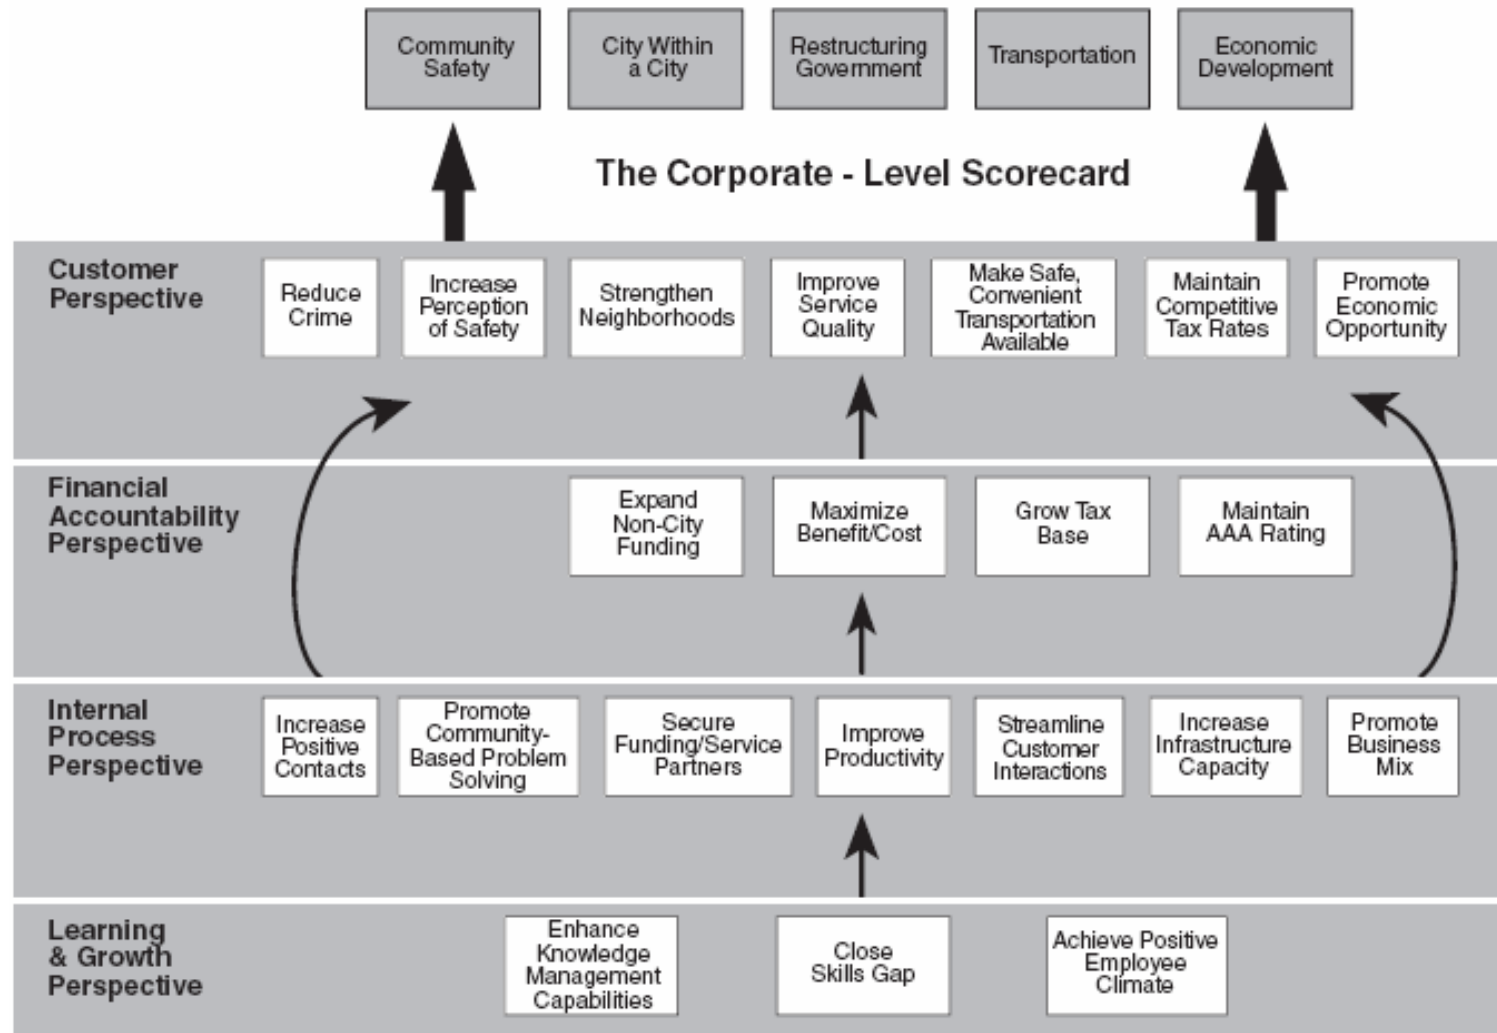 Community
Safety
City Within
a City
Restructuring
Government
Transportation
Economic
Development
The Corporate - Level Scorecard
Customer
Perspective
Reduce
Crime
Increase
Perception
of Safety
Strengthen
Neighborhoods
Improve
Service
Quality
Make Safe,
Convenient
Transportation
Available
Maintain
Competitive
Tax Rates
Promote
Economic
Opportunity
Financial
Accountability
Perspective
Expand
Non-City
Funding
Maximize
Benefit/Cost
Grow Tax
Base
Maintain
AAA Rating
Internal
Process
Perspective
Increase
Positive
Contacts
Promote
Community-
Based Problem
Solving
Secure
Funding/Service
Partners
Improve
Productivity
Streamline
Customer
Interactions
Increase
Infrastructure
Capacity
Promote
Business
Mix
Learning
& Growth
Perspective
Enhance
Knowledge
Management
Capabilities
Close
Skills Gap
Achieve Positive
Employee
Climate